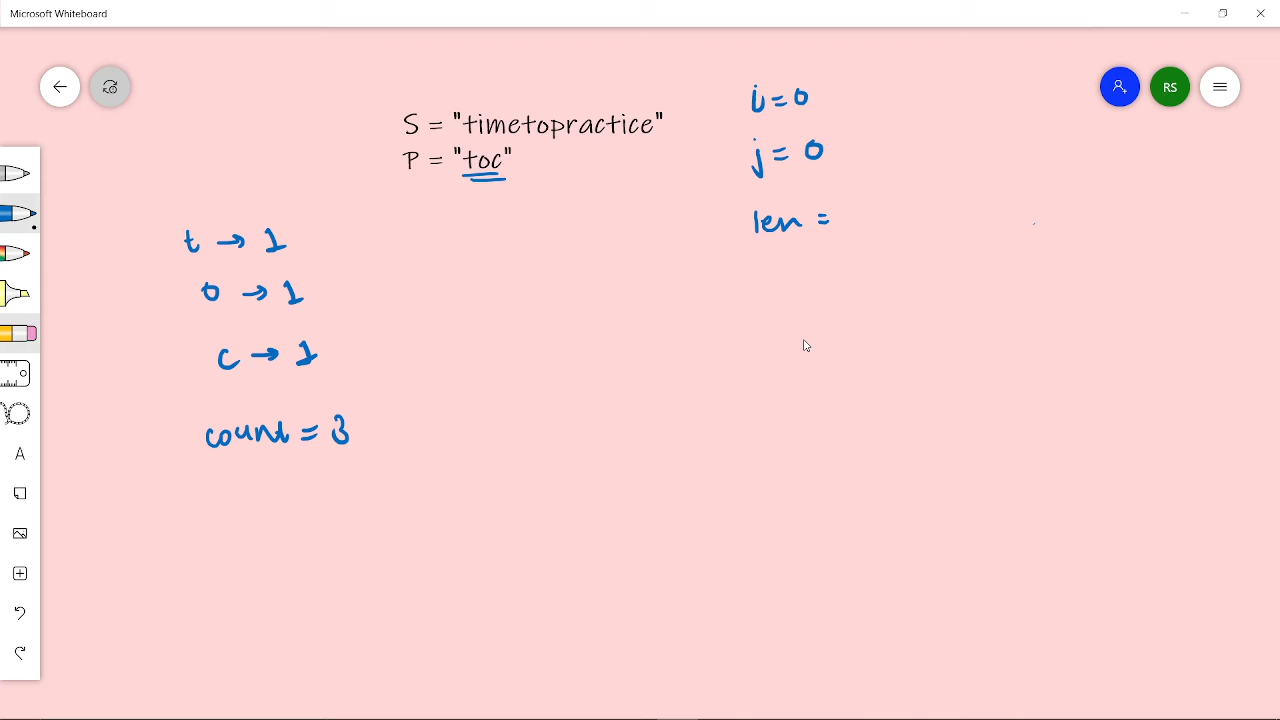 Microsoft Whiteboard
RS
S = "timetopractice"
P = "toc"
i = 0
j = 0
len =
t → 1
o → 1
c → 1
count = 3
A